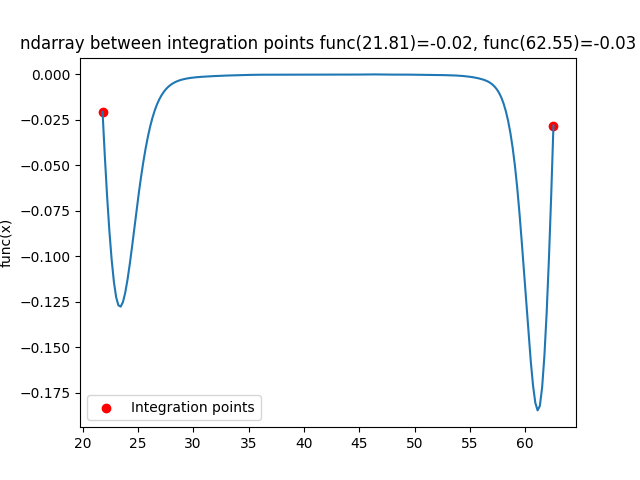 ndarray between integration points func(21.81)=-0.02, func(62.55)=-0.03
0.000
−0.025
−0.050
−0.075
−0.100
−0.125
−0.150
−0.175
func(x)
Integration points
20 25 30 35 40 45 50 55 60